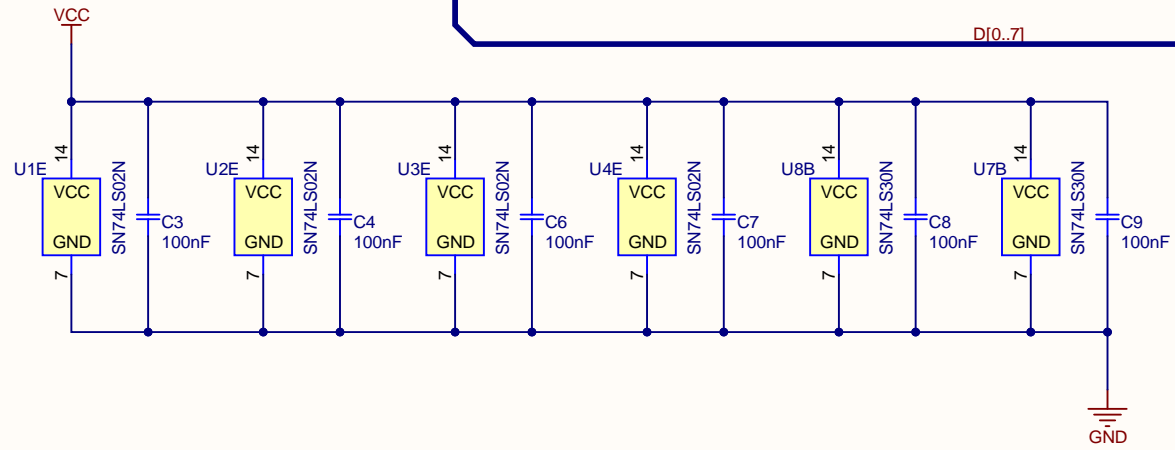 VCC
D[0..7]
U1E
14
VCC
GND
7
SN74LS02N
C3
100nF
U2E
14
VCC
GND
7
SN74LS02N
C4
100nF
U3E
14
VCC
GND
7
SN74LS02N
C6
100nF
U4E
14
VCC
GND
7
SN74LS02N
C7
100nF
U8B
14
VCC
GND
7
SN74LS30N
C8
100nF
U7B
14
VCC
GND
7
SN74LS30N
C9
100nF
GND